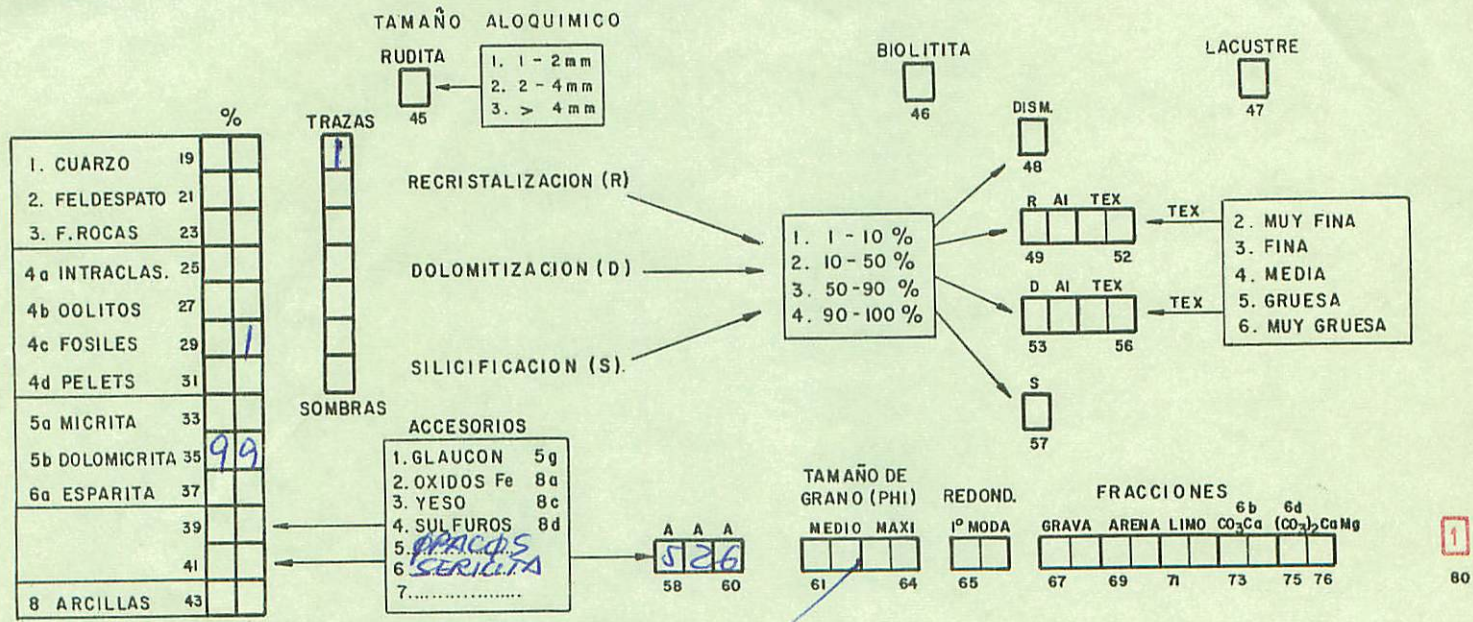 TAMAÑO ALOQUIMICO
RUDITA
45
1. 1 - 2mm
2. 2 - 4mm
3. > 4mm
BIOLITITA
46
LACUSTRE
47
%
TRAZAS
1
SOMBRAS
1. CUARZO 19
2. FELDESPATO 21
3. F.ROCAS 23
4a INTRACLAS. 25
4b OOLITOS 27
4c FOSILES 29 1
4d PELETS 31
5a MICRITA 33
5b DOLOMICRITA 35 99
6a ESPARITA 37
39
41
8 ARCILLAS 43
RECRISTALIZACION (R)
DOLOMITIZACION (D)
SILICIFICACION (S).
1. 1 - 10 %
2. 10 - 50 %
3. 50-90 %
4. 90-100 %
DISM.
48
R AI TEX
49 52
D AI TEX
53 56
S
57
TEX
TEX
2. MUY FINA
3. FINA
4. MEDIA
5. GRUESA
6. MUY GRUESA
ACCESORIOS
1. GLAUCON 5g
2. OXIDOS Fe 8a
3. YESO 8c
4. SULFUROS 8d
5. OPACOS
6 SERICITA
7..................
A A A
5 2 6
58 60
TAMAÑO DE
GRANO (PHI)
MEDIO MAXI
61 64
REDOND.
1º MODA
65
FRACCIONES
6b 6d
GRAVA ARENA LIMO CO3Ca (CO3)2CaMg
67 69 71 73 75 76
1
80